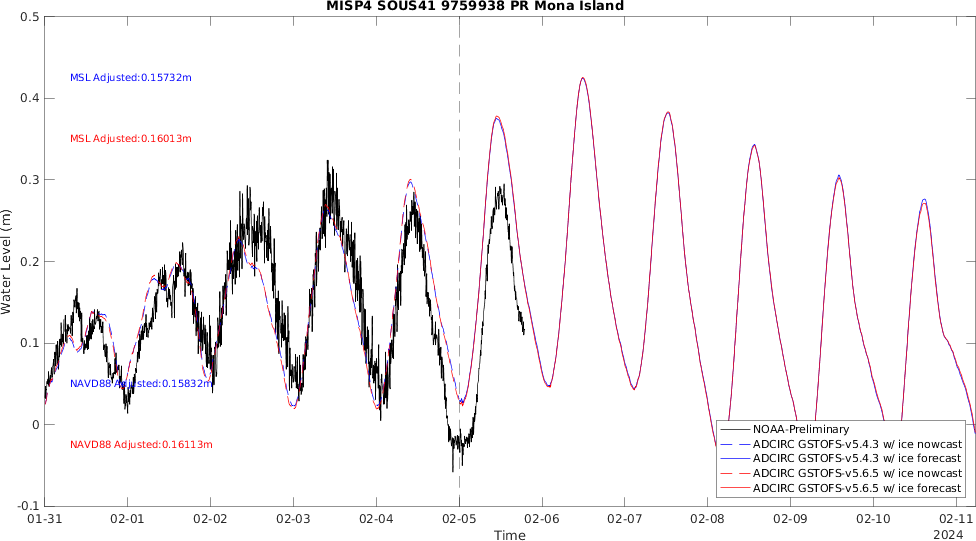 MISP4 SOUS41 9759938 PR Mona Island
0.5
0.4
0.3
0.2
0.1
0
-0.1
Water Level (m)
MSL Adjusted:0.15732m
MSL Adjusted:0.16013m
NAVD88 Adjusted:0.15832m
NAVD88 Adjusted:0.16113m
NOAA-Preliminary
ADCIRC GSTOFS-v5.4.3 w/ ice nowcast
ADCIRC GSTOFS-v5.4.3 w/ ice forecast
ADCIRC GSTOFS-v5.6.5 w/ ice nowcast
ADCIRC GSTOFS-v5.6.5 w/ ice forecast
01-31 02-01 02-02 02-03 02-04 02-05 02-06 02-07 02-08 02-09 02-10 02-11
Time
2024